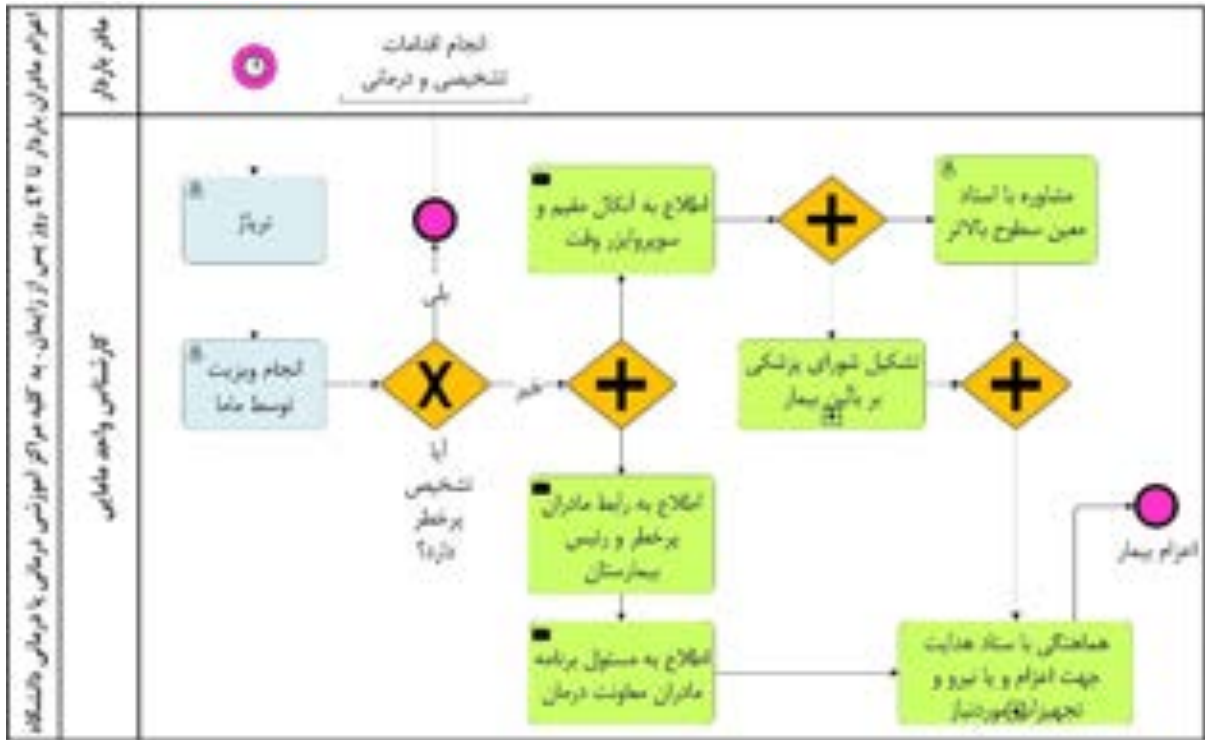 اعزام مادران باردار تا ۴۲ روز پس از زایمان، به کلیه مراکز آموزشی درمانی یا درمانی دانشگاه
مادر باردار
کارشناس واحد مامایی
انجام اقدامات
تشخیصی و درمانی
تریاژ
انجام ویزیت
توسط ماما
بلی
خیر
آیا
تشخیص
پرخطر
دارد؟
اطلاع به آنکال مقیم و
سوپروایزر وقت
مشاوره با استاد
معین سطوح بالاتر
تشکیل شورای پزشکی
بر بالین بیمار
اطلاع به رابط مادران
پرخطر و رئیس
بیمارستان
اطلاع به مسئول برنامه
مادران معاونت درمان
هماهنگی با ستاد هدایت
جهت اعزام و یا نیرو و
تجهیزات موردنیاز
اعزام بیمار